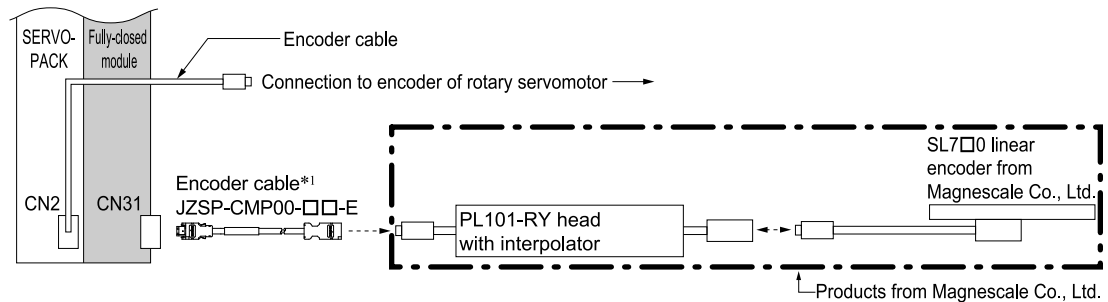 SERVO-
PACK
Fully-closed
module
Encoder cable
Connection to encoder of rotary servomotor
CN2
CN31
Encoder cable*1
JZSP-CMP00-□□-E
PL101-RY head
with interpolator
SL7□0 linear
encoder from
Magnescale Co., Ltd.
Products from Magnescale Co., Ltd.